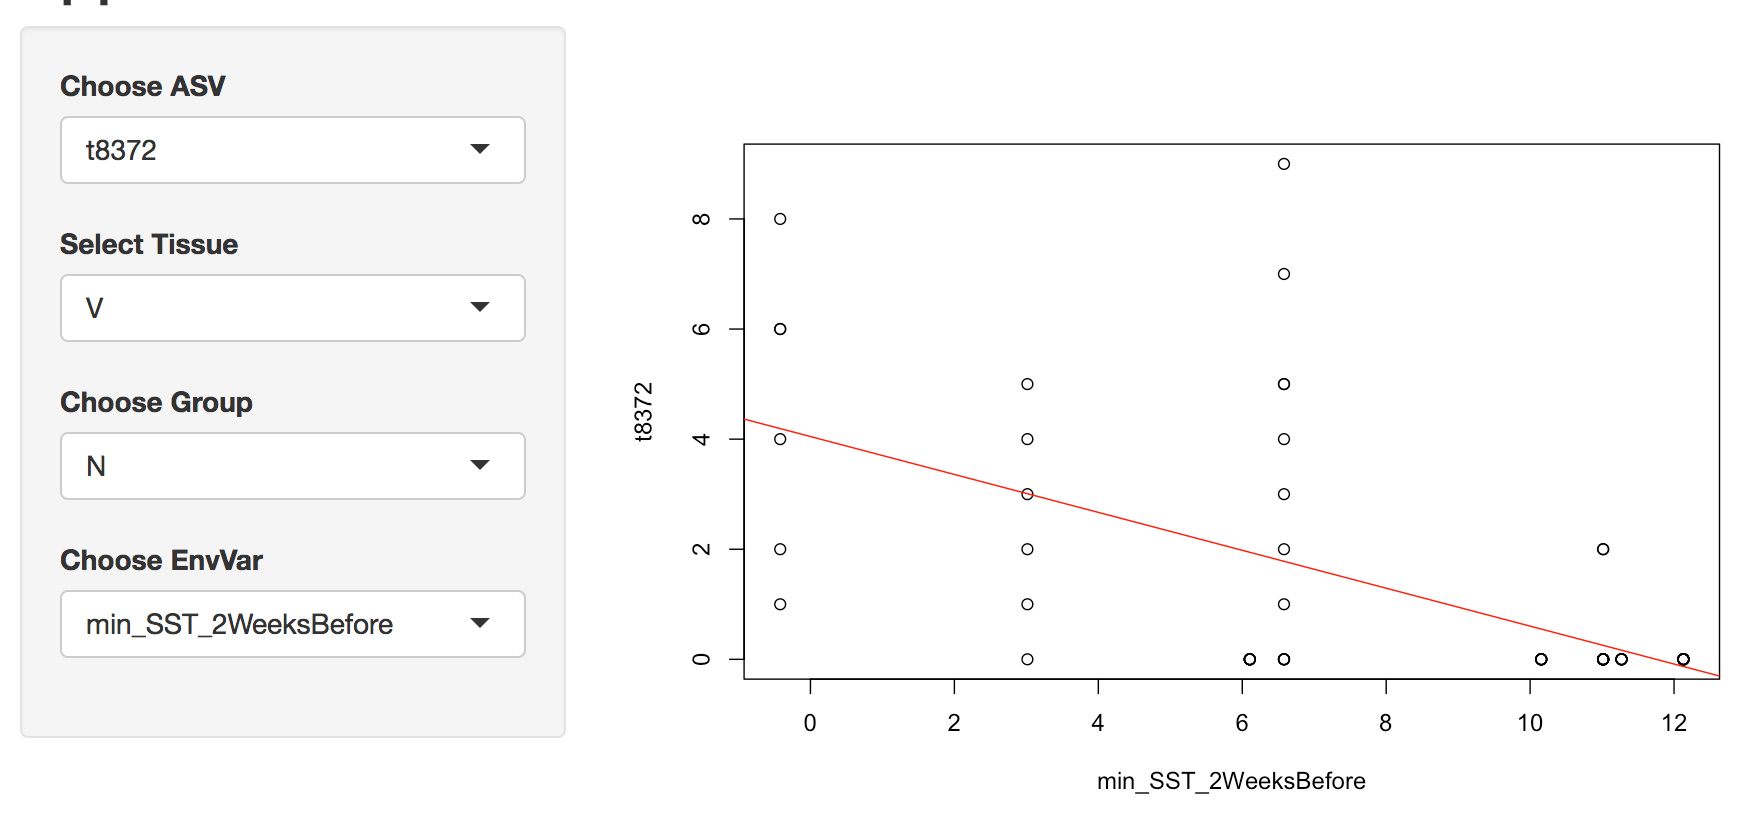 Choose ASV
t8372
Select Tissue
V
Choose Group
N
Choose EnvVar
min_SST_2WeeksBefore
t8372
8
6
4
2
0
0 2 4 6 8 10 12
min_SST_2WeeksBefore